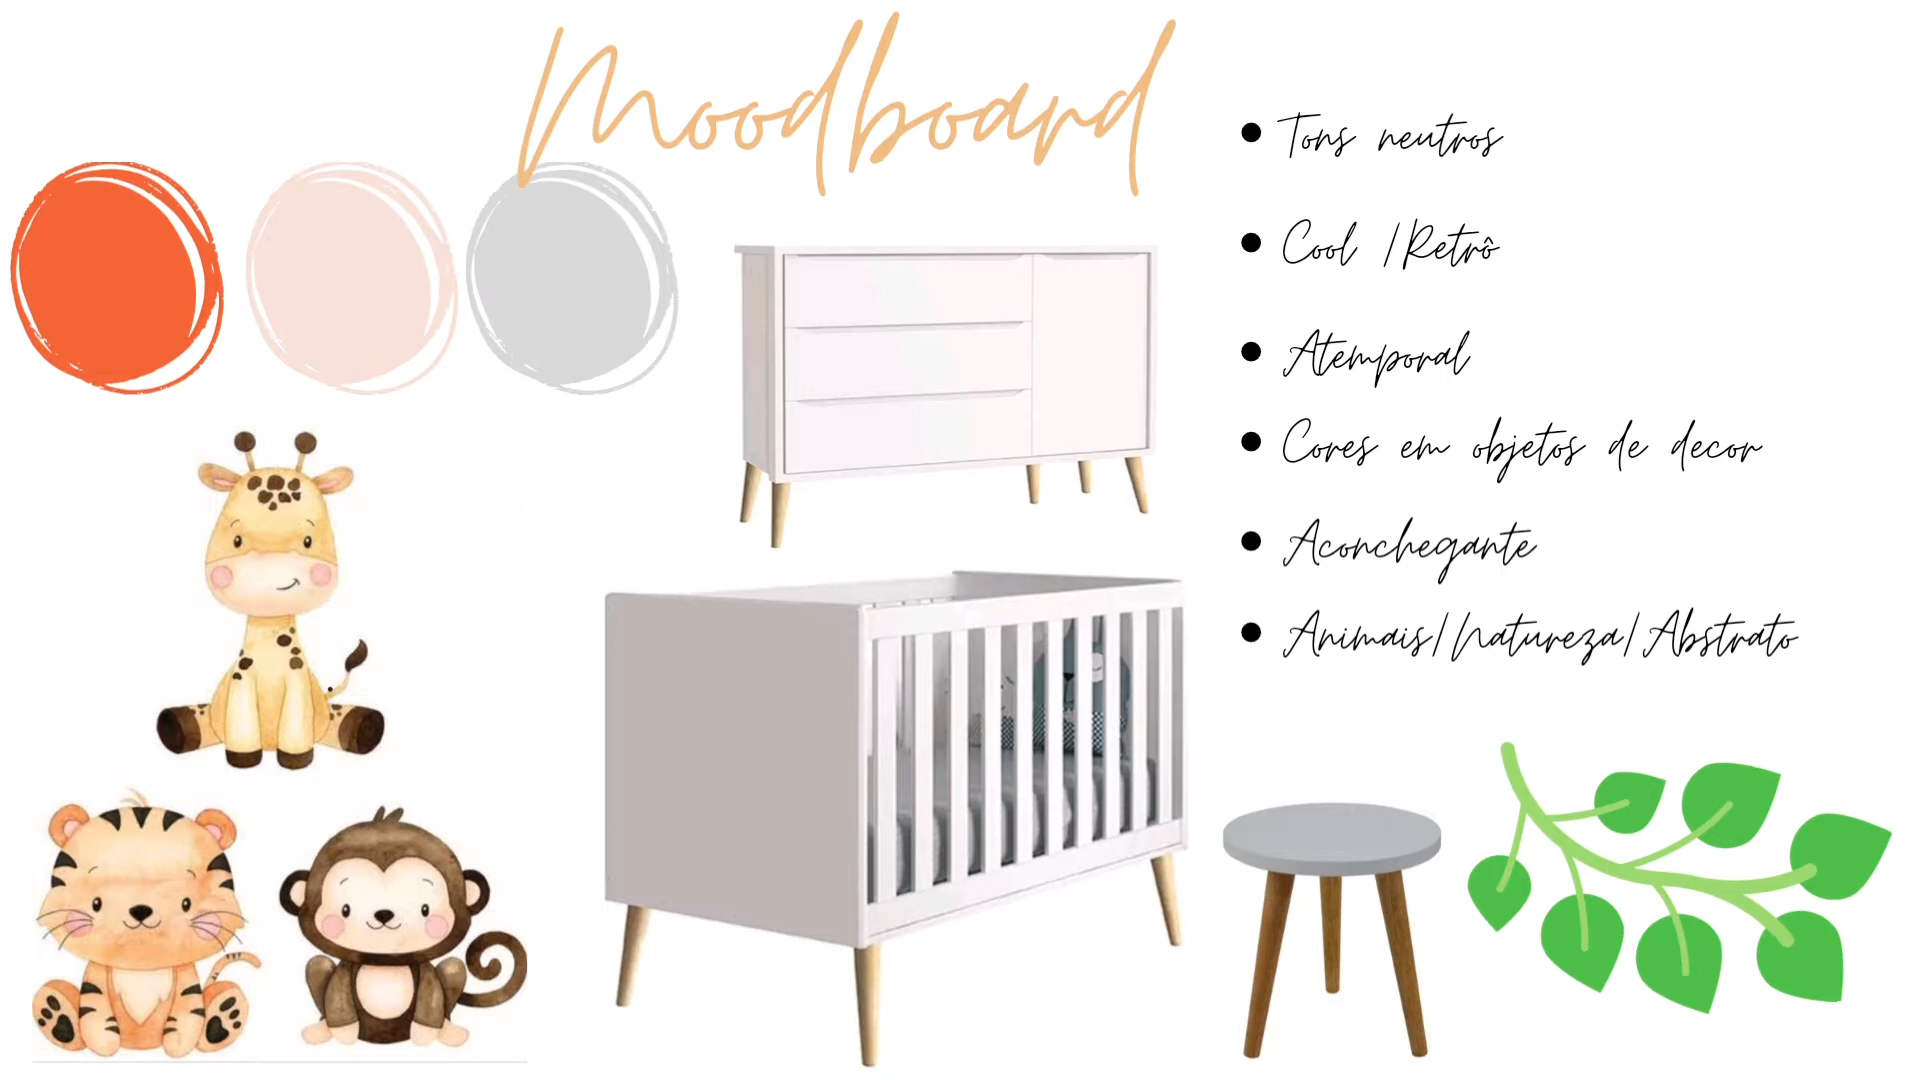 Moodboard
Tons neutros
Cool /Retrô
Atemporal
Cores em objetos de decor
Aconchegante
Animais/Natureza/Abstrato